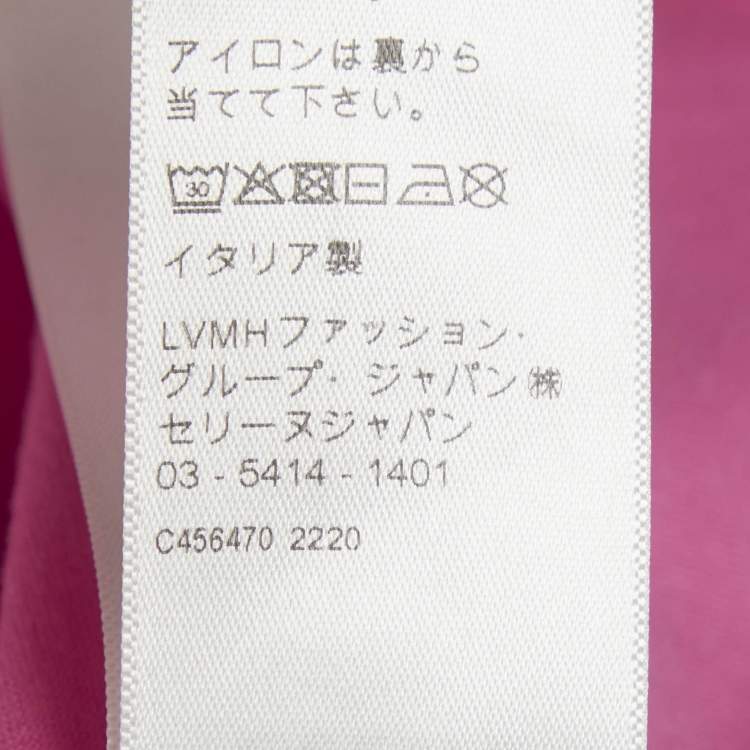 アイロンは裏から
当てて下さい。
30
イタリア製
LVMHファッション・
グループ・ジャパン㈱
セリーヌジャパン
03 - 5414 - 1401
C456470 2220